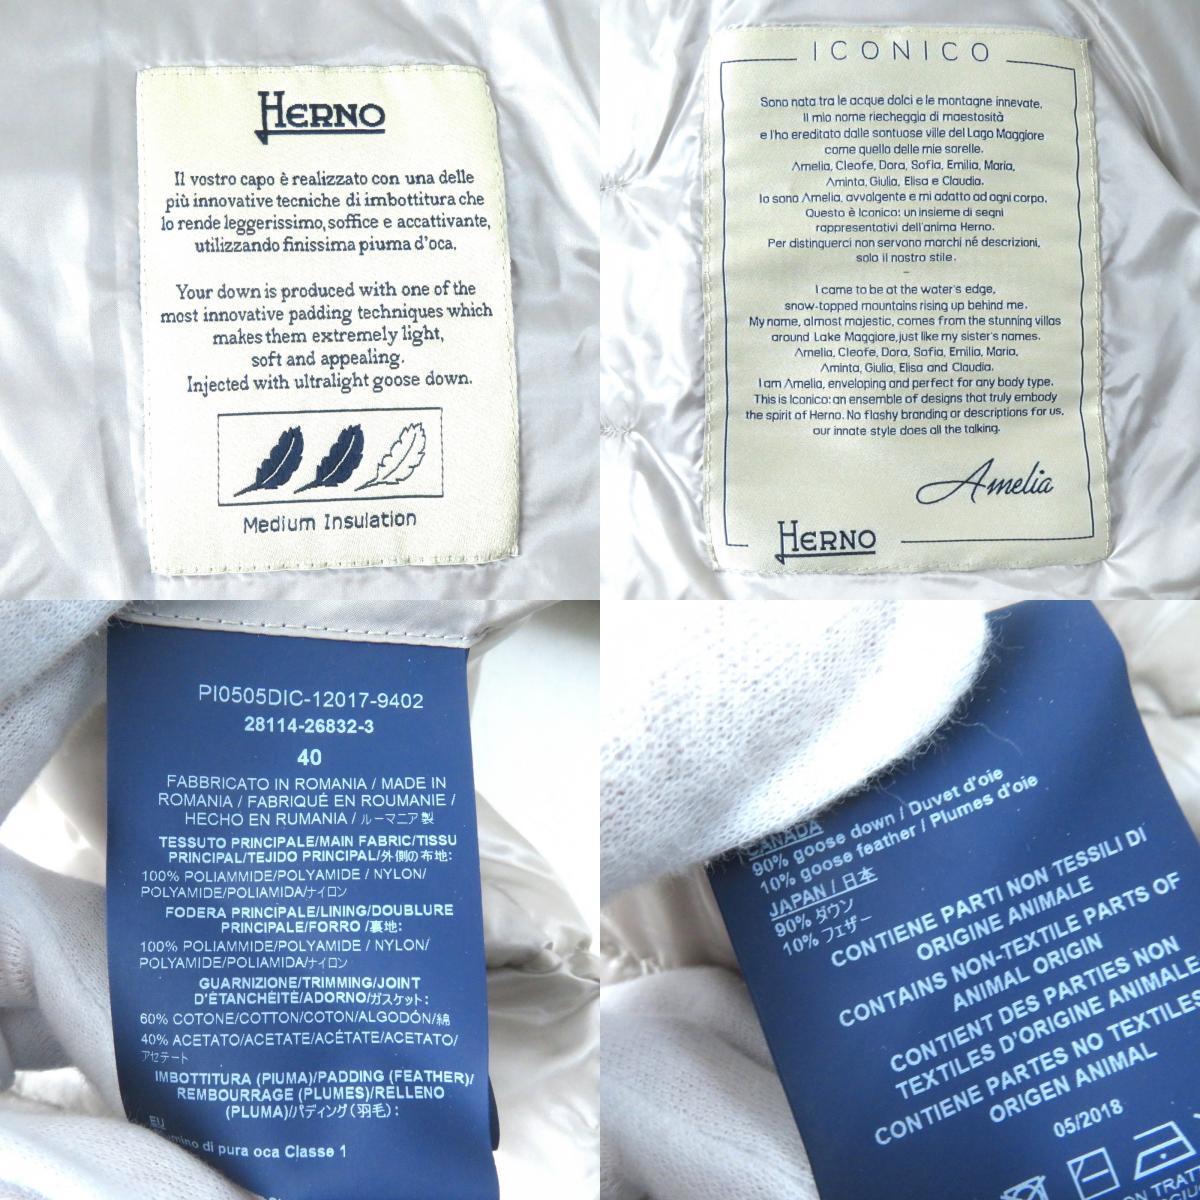 HERNO
Il vostro capo è realizzato con una delle
più innovative tecniche di imbottitura che
lo rende leggerissimo, soffice e accattivante,
utilizzando finissima piuma d'oca.
Your down is produced with one of the
most innovative padding techniques which
makes them extremely light,
soft and appealing.
Injected with ultralight goose down.
Medium Insulation
ICONICO
Sono nata tra le acque dolci e le montagne innevate.
Il mio nome riecheggia di maestosità
e l'ho ereditato dalle sontuose ville del Lago Maggiore
come quello delle mie sorelle.
Amelia, Cleofe, Dora, Sofia, Emilia, Maria,
Aminta, Giulia, Elisa e Claudia.
Io sono Amelia, avvolgente e mi adatto ad ogni corpo.
Questo è Iconico: un insieme di segni
rappresentativi dell'anima Herno.
Per distinguerci non servono marchi né descrizioni,
solo il nostro stile.
–
I came to be at the water's edge,
snow-topped mountains rising up behind me.
My name, almost majestic, comes from the stunning villas
around Lake Maggiore, just like my sister's names.
Amelia, Cleofe, Dora, Sofia, Emilia, Maria,
Aminta, Giulia, Elisa and Claudia.
I am Amelia, enveloping and perfect for any body type.
This is Iconico: an ensemble of designs that truly embody
the spirit of Herno. No flashy branding or descriptions for us,
our innate style does all the talking.
Amelia
HERNO
PI0505DIC-12017-9402
28114-26832-3
40
FABBRICATO IN ROMANIA / MADE IN
ROMANIA / FABRIQUÉ EN ROUMANIE /
HECHO EN RUMANIA / ルーマニア製
TESSUTO PRINCIPALE/MAIN FABRIC/TISSU
PRINCIPAL/TEJIDO PRINCIPAL/外側の布地:
100% POLIAMMIDE/POLYAMIDE / NYLON/
POLYAMIDE/POLIAMIDA/ナイロン
FODERA PRINCIPALE/LINING/DOUBLURE
PRINCIPALE/FORRO /裏地:
100% POLIAMMIDE/POLYAMIDE / NYLON/
POLYAMIDE/POLIAMIDA/ナイロン
GUARNIZIONE/TRIMMING/JOINT
D'ÉTANCHÉITÉ/ADORNO/ガスケット:
60% COTONE/COTTON/COTON/ALGODÓN/綿
40% ACETATO/ACETATE/ACÉTATE/ACETATO/
アセテート
IMBOTTITURA (PIUMA)/PADDING (FEATHER)/
REMBOURRAGE (PLUMES)/RELLENO
(PLUMA)/パディング(羽毛):
EU
di pura oca Classe 1
CANADA
90% goose down / Duvet d'oie
10% goose feather / Plumes d'oie
JAPAN / 日本
90% ダウン
10% フェザー
CONTIENE PARTI NON TESSILI DI
ORIGINE ANIMALE
CONTAINS NON-TEXTILE PARTS OF
ANIMAL ORIGIN
CONTIENT DES PARTIES NON
TEXTILES D'ORIGINE ANIMALE
CONTIENE PARTES NO TEXTILES
ORIGEN ANIMAL
05/2018